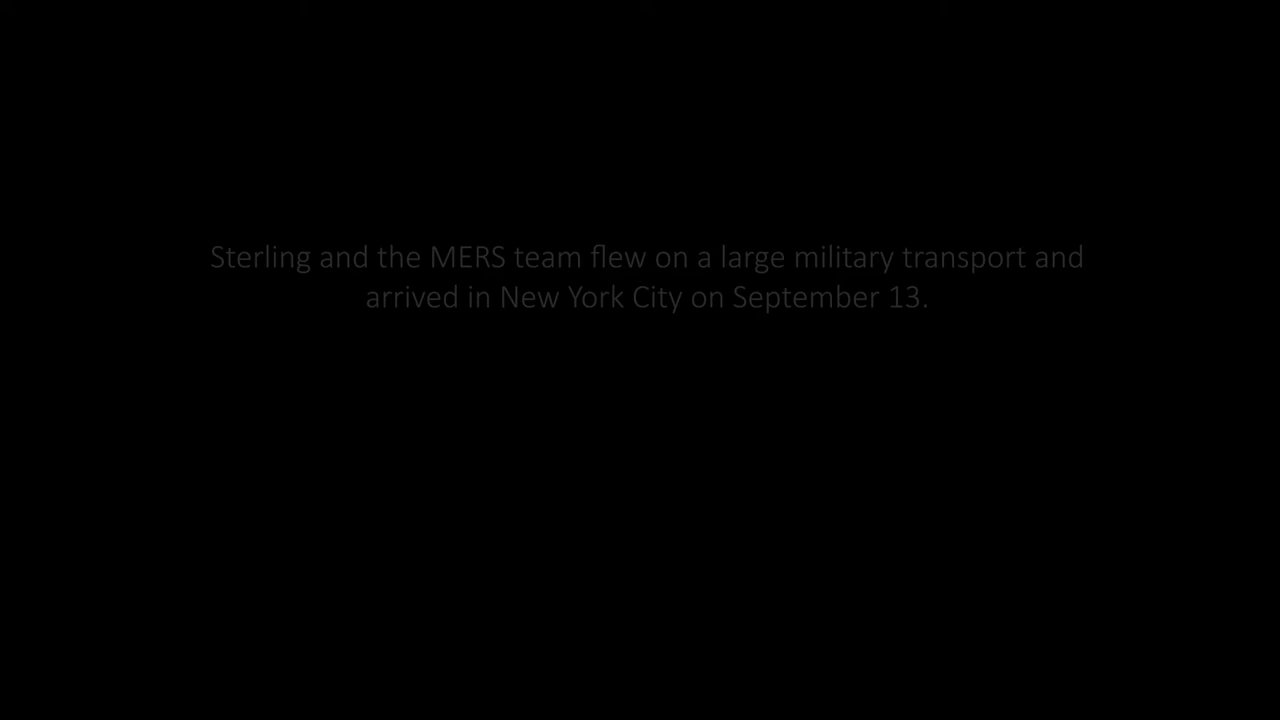 Sterling and the MERS team flew on a large military transport and
arrived in New York City on September 13.